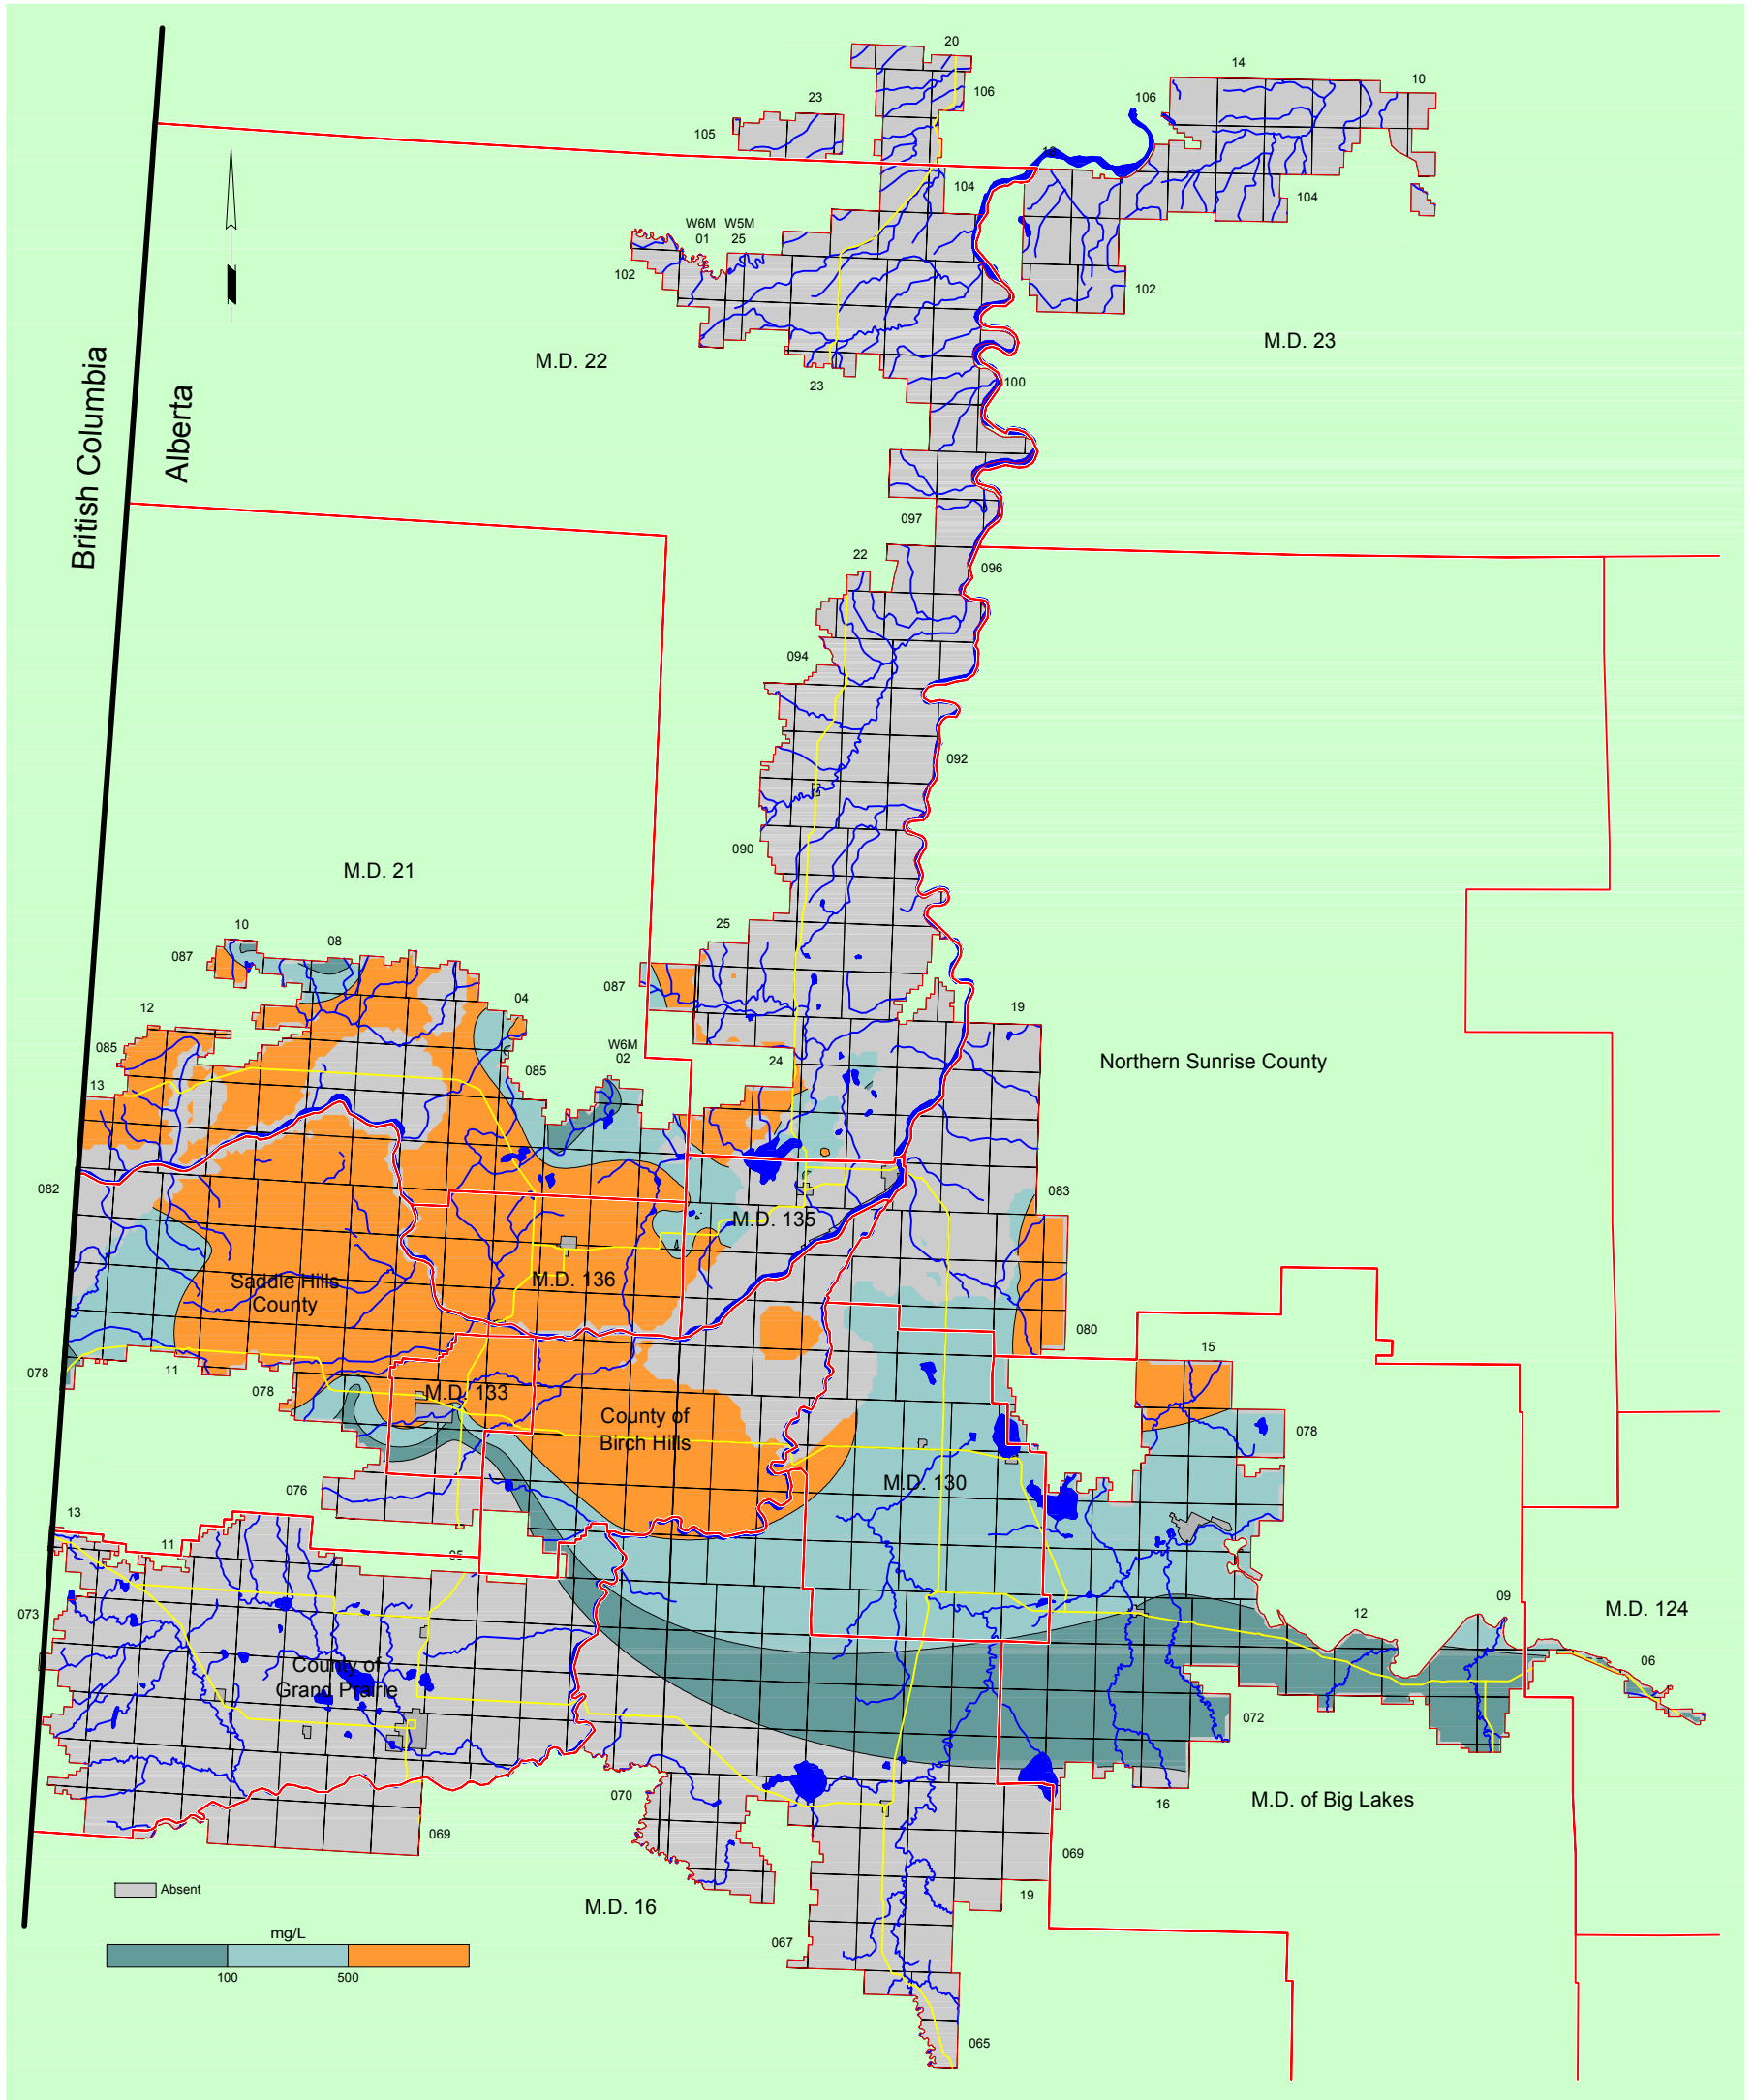 20
14
10
106
23
106
105
18
104
104
W6M W5M
01 25
102
102
M.D. 23
M.D. 22
23
100
British Columbia
Alberta
097
22
096
094
092
090
M.D. 21
10
25
08
087
087
04
12
19
085
W6M
02
24
085
13
Northern Sunrise County
082
083
M.D. 135
Saddle Hills
County
M.D. 136
080
15
11
078
078
M.D. 133
County of
Birch Hills
078
M.D. 130
076
13
11
05
073
09
12
M.D. 124
06
County of
Grand Prairie
072
070
16
M.D. of Big Lakes
069
069
Absent
19
M.D. 16
mg/L
067
100 500
065